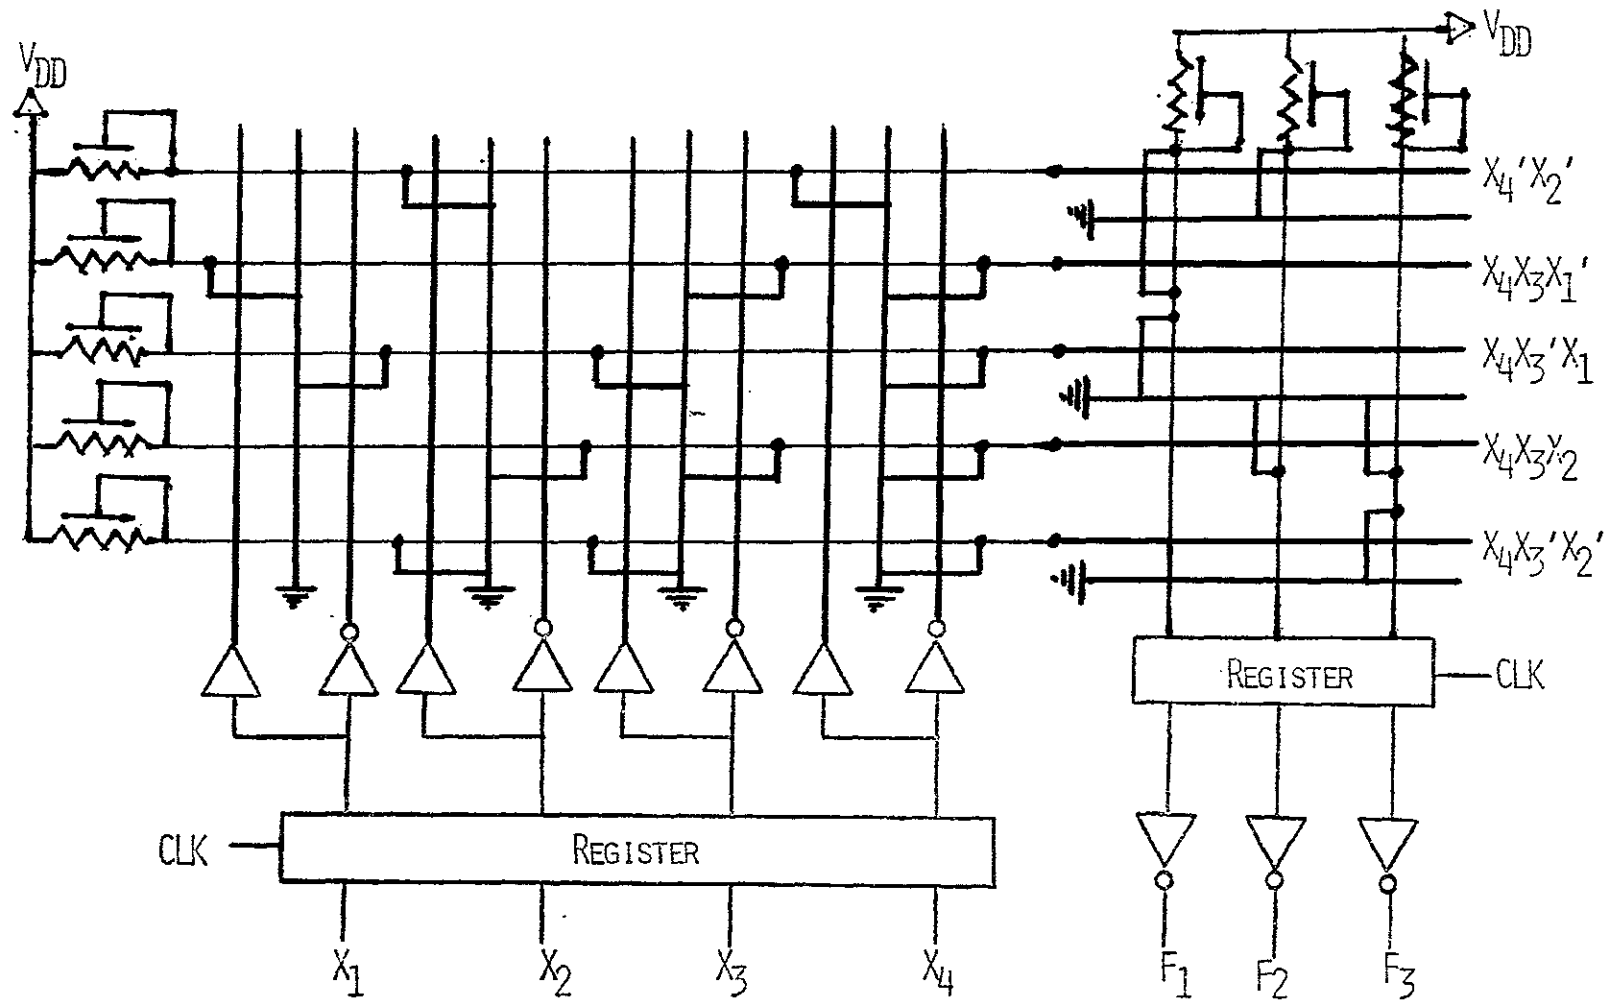 VDD
VDD
X4'X2'
X4X3X1'
X4X3'X1
X4X3X2
X4X3'X2'
REGISTER
CLK
CLK
REGISTER
X1
X2
X3
X4
F1
F2
F3